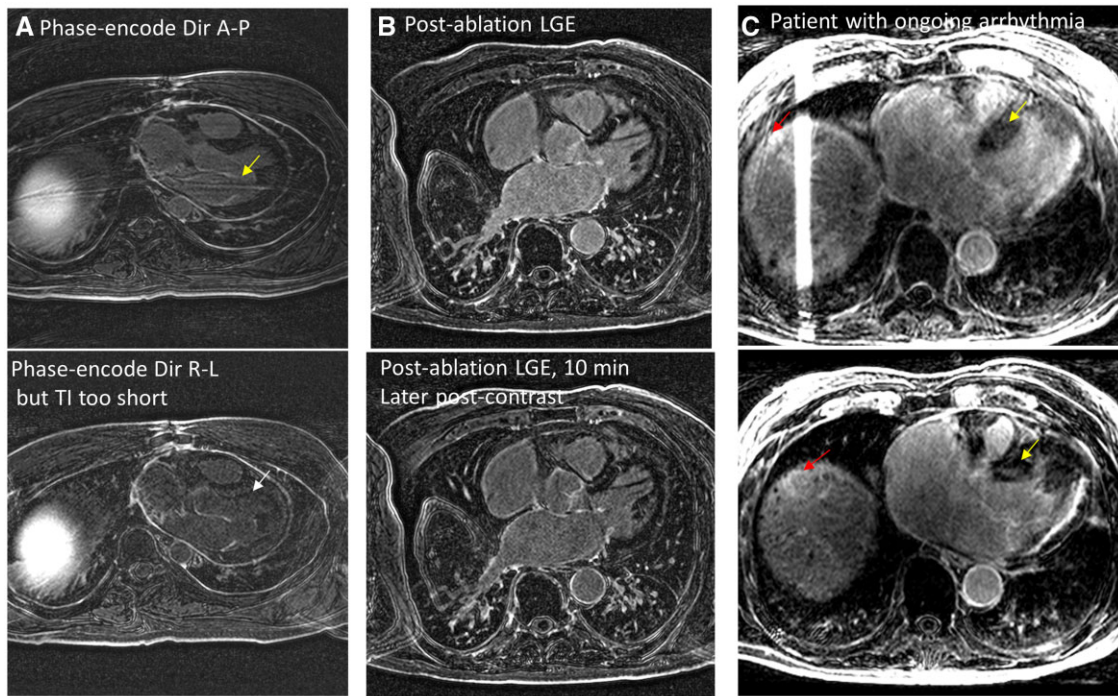 A Phase-encode Dir A-P
B Post-ablation LGE
C Patient with ongoing arrhythmia
Phase-encode Dir R-L
but TI too short
Post-ablation LGE, 10 min
Later post-contrast